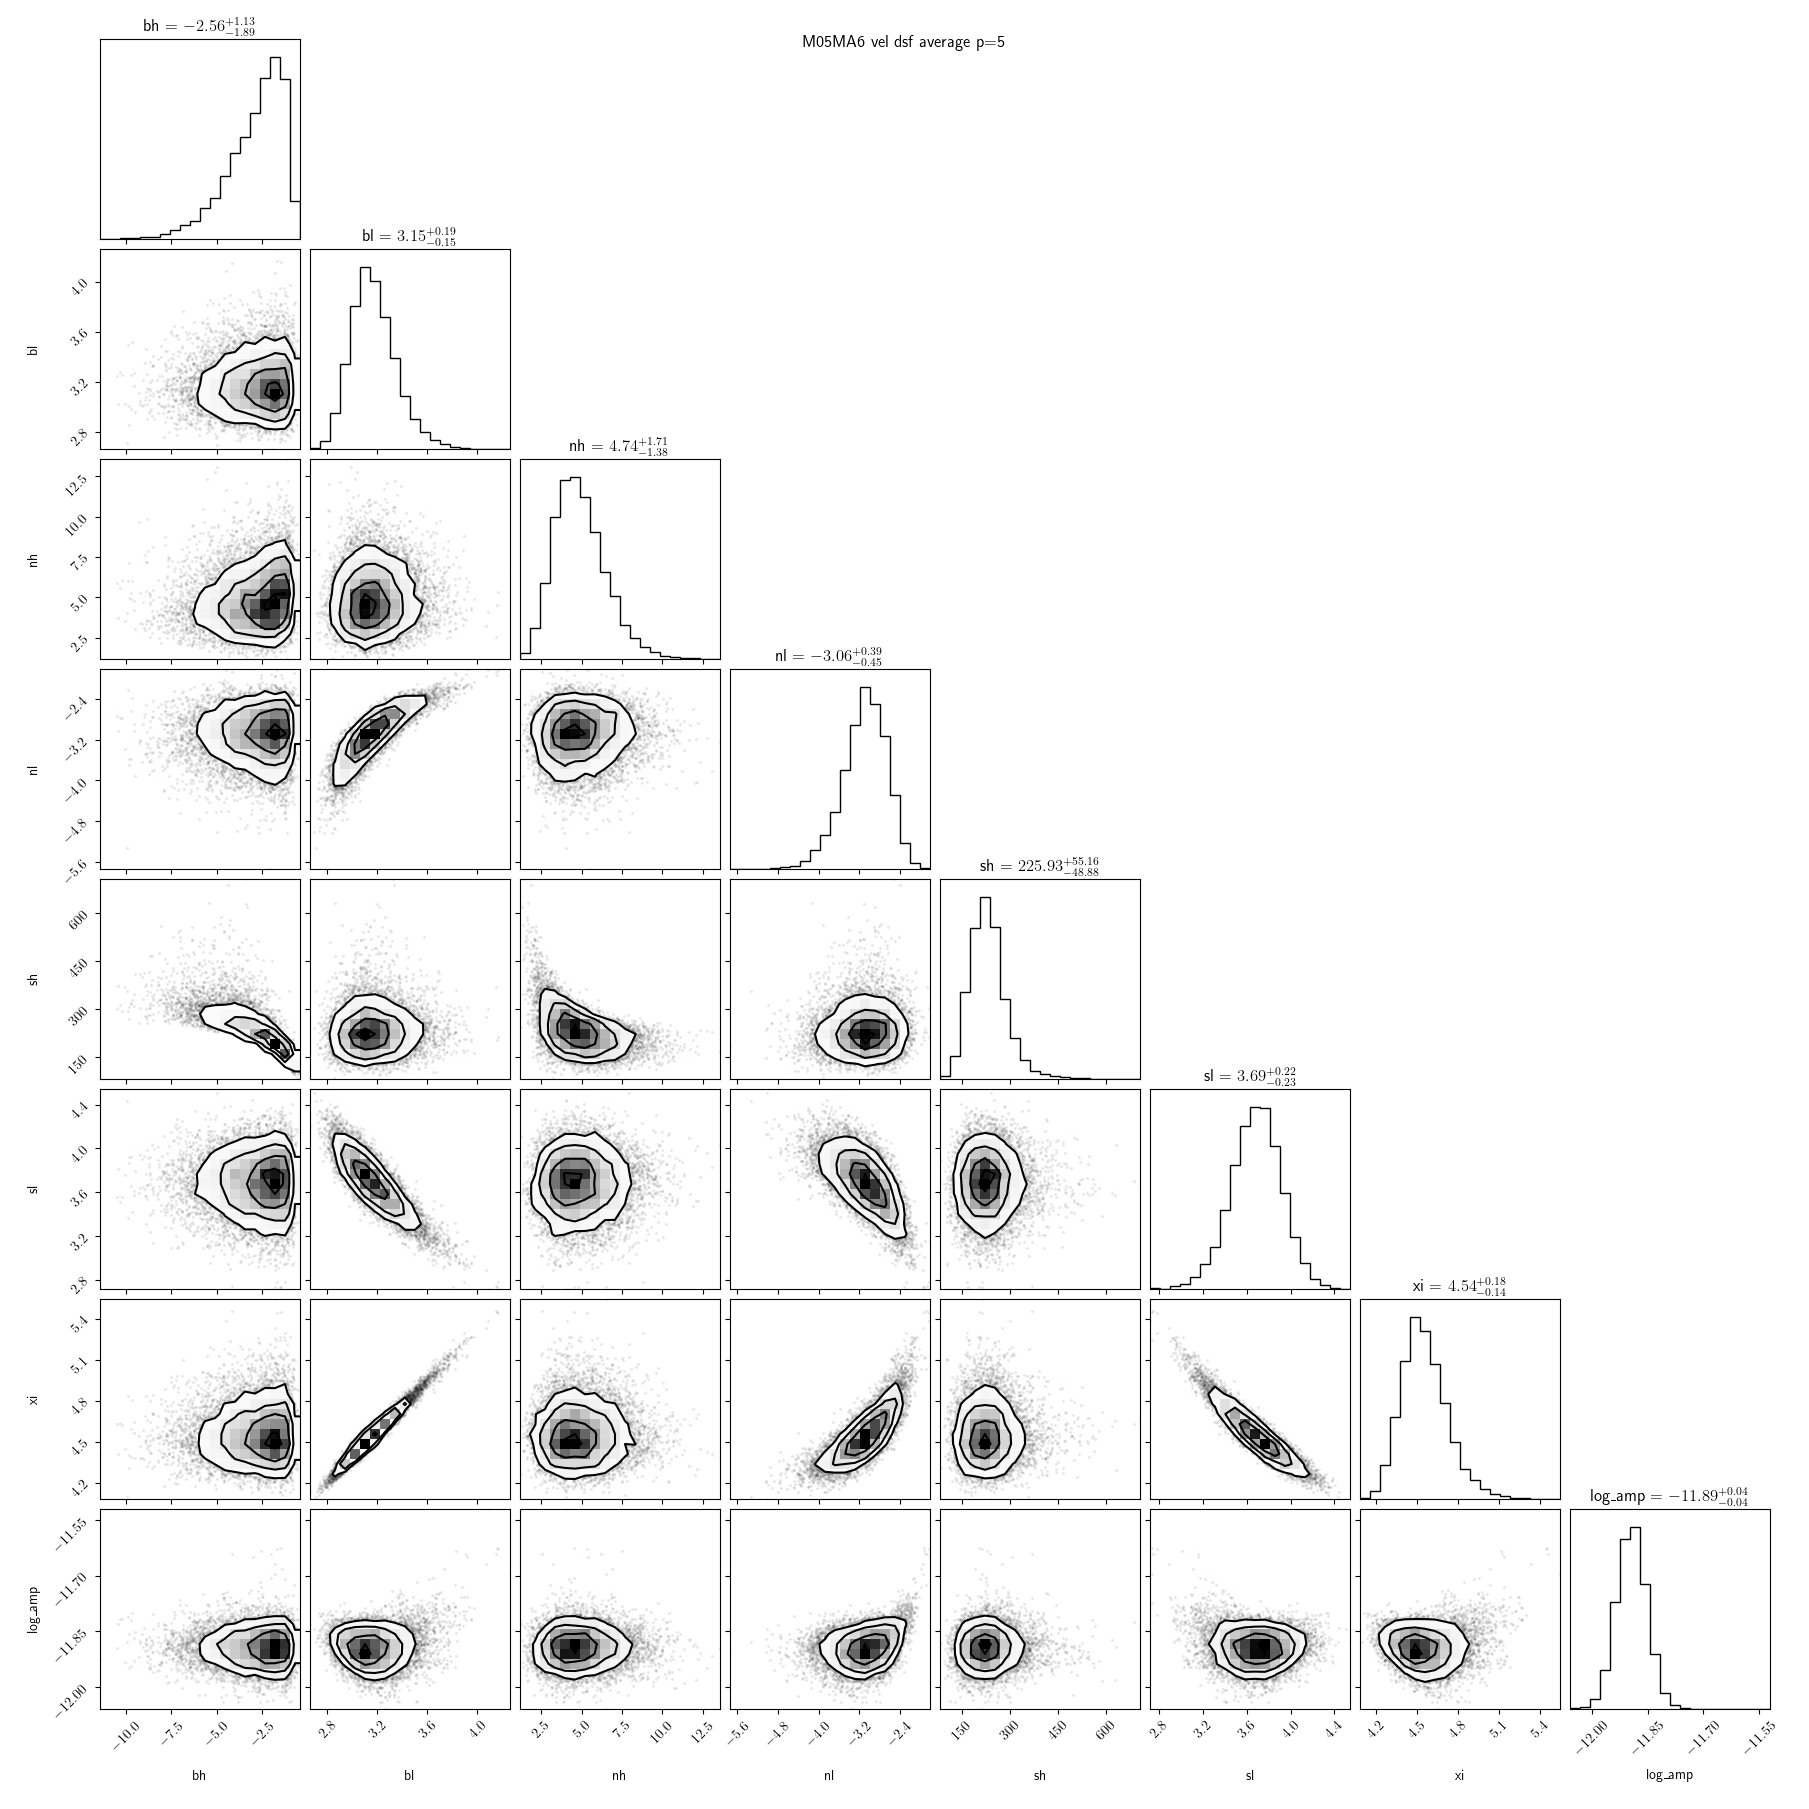 M05MA6 vel dsf average p=5
bh = −2.56 +1.13 −1.89
bl = 3.15 +0.19 −0.15
4.0
3.6
3.2
2.8
bl
nh = 4.74 +1.71 −1.38
12.5
10.0
7.5
5.0
2.5
nh
nl = −3.06 +0.39 −0.45
−2.4
−3.2
−4.0
−4.8
−5.6
nl
sh = 225.93 +55.16 −48.88
600
450
300
150
sh
sl = 3.69 +0.22 −0.23
4.4
4.0
3.6
3.2
2.8
sl
xi = 4.54 +0.18 −0.14
5.4
5.1
4.8
4.5
4.2
xi
log_amp = −11.89 +0.04 −0.04
−11.55
−11.70
−11.85
−12.00
log_amp
−10.0 −7.5 −5.0 −2.5 2.8 3.2 3.6 4.0 2.5 5.0 7.5 10.0 12.5 −5.6 −4.8 −4.0 −3.2 −2.4 150 300 450 600 2.8 3.2 3.6 4.0 4.4 4.2 4.5 4.8 5.1 5.4 −12.00 −11.85 −11.70 −11.55
bh bl nh nl sh sl xi log_amp